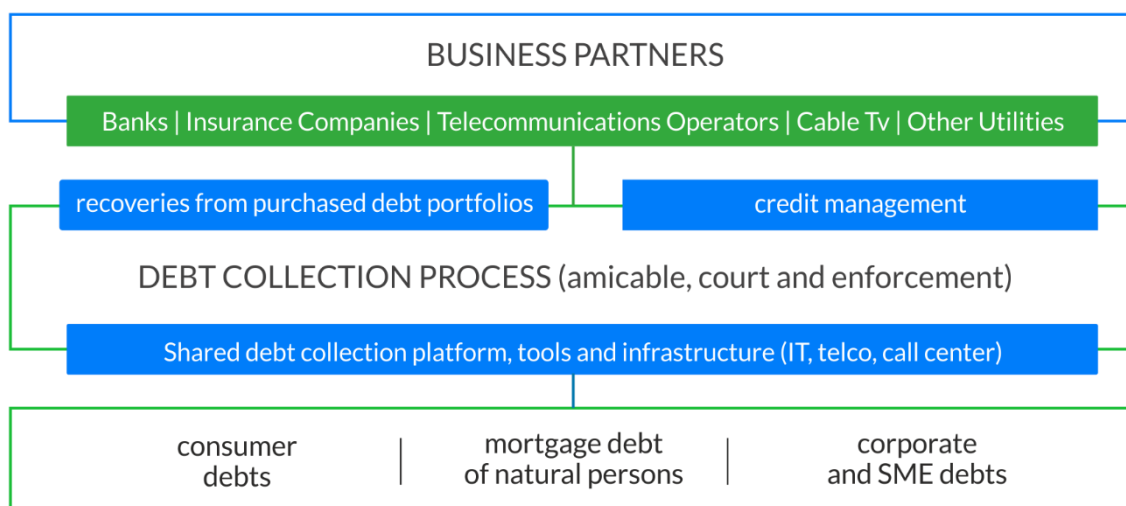 BUSINESS PARTNERS
Banks | Insurance Companies | Telecommunications Operators | Cable Tv | Other Utilities
recoveries from purchased debt portfolios
credit management
DEBT COLLECTION PROCESS (amicable, court and enforcement)
Shared debt collection platform, tools and infrastructure (IT, telco, call center)
consumer
debts
mortgage debt
of natural persons
corporate
and SME debts